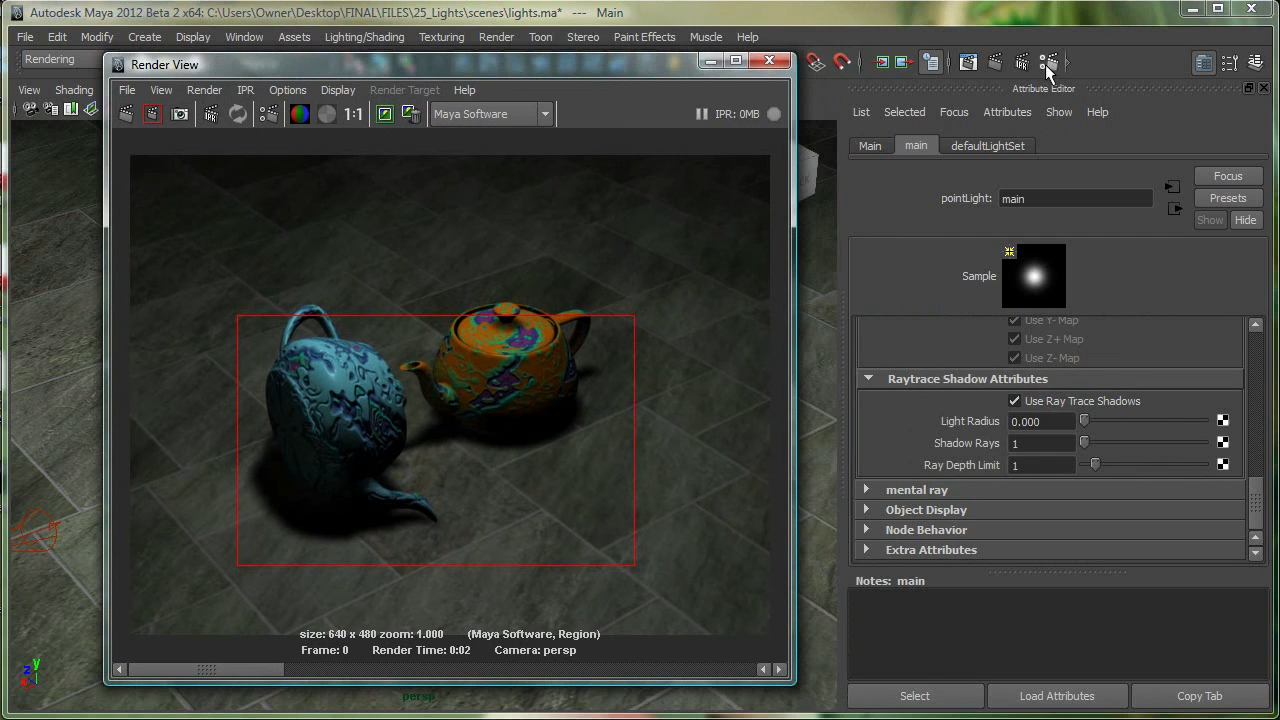 Autodesk Maya 2012 Beta 2 x64: C:\Users\Owner\Desktop\FINAL\FILES\25_Lights\scenes\lights.ma* --- Main
File Edit Modify Create Display Window Assets Lighting/Shading Texturing Render Toon Stereo Paint Effects Muscle Help
Rendering
Render View
View Shading
File View Render IPR Options Display Render Target Help
1:1 Maya Software IPR: 0MB
size: 640 x 480 zoom: 1.000 (Maya Software, Region)
Frame: 0 Render Time: 0:02 Camera: persp
persp
Attribute Editor
List Selected Focus Attributes Show Help
Main main defaultLightSet
Focus
pointLight: main Presets
Show Hide
Sample
Use Y- Map
Use Z+ Map
Use Z- Map
Raytrace Shadow Attributes
Use Ray Trace Shadows
Light Radius 0.000
Shadow Rays 1
Ray Depth Limit 1
mental ray
Object Display
Node Behavior
Extra Attributes
Notes: main
Select Load Attributes Copy Tab